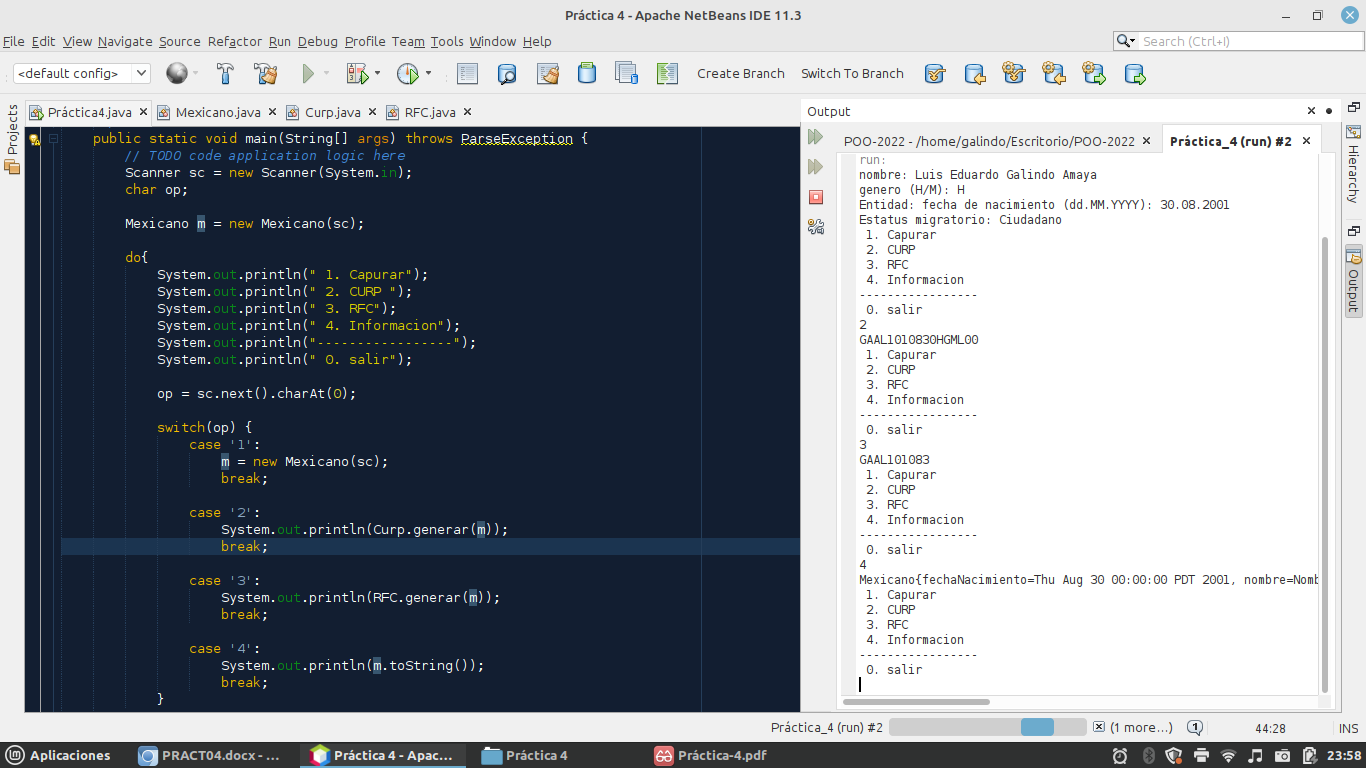 Práctica 4 - Apache NetBeans IDE 11.3
File Edit View Navigate Source Refactor Run Debug Profile Team Tools Window Help
Search (Ctrl+I)
<default config>
Create Branch
Switch To Branch
Projects
Práctica4.java
Mexicano.java
Curp.java
RFC.java
public static void main(String[] args) throws ParseException {
// TODO code application logic here
Scanner sc = new Scanner(System.in);
char op;
Mexicano m = new Mexicano(sc);
do{
System.out.println(" 1. Capurar");
System.out.println(" 2. CURP ");
System.out.println(" 3. RFC");
System.out.println(" 4. Informacion");
System.out.println("-----------------");
System.out.println(" 0. salir");
op = sc.next().charAt(0);
switch(op) {
case '1':
m = new Mexicano(sc);
break;
case '2':
System.out.println(Curp.generar(m));
break;
case '3':
System.out.println(RFC.generar(m));
break;
case '4':
System.out.println(m.toString());
break;
}
Output
POO-2022 - /home/galindo/Escritorio/POO-2022
Práctica_4 (run) #2
run:
nombre: Luis Eduardo Galindo Amaya
genero (H/M): H
Entidad: fecha de nacimiento (dd.MM.YYYY): 30.08.2001
Estatus migratorio: Ciudadano
1. Capurar
2. CURP
3. RFC
4. Informacion
-----------------
0. salir
2
GAAL1010830HGML00
1. Capurar
2. CURP
3. RFC
4. Informacion
-----------------
0. salir
3
GAAL101083
1. Capurar
2. CURP
3. RFC
4. Informacion
-----------------
0. salir
4
Mexicano{fechaNacimiento=Thu Aug 30 00:00:00 PDT 2001, nombre=Nomb
1. Capurar
2. CURP
3. RFC
4. Informacion
-----------------
0. salir
Hierarchy
Output
Práctica_4 (run) #2
(1 more...)
1
44:28
INS
Aplicaciones
PRACT04.docx - ...
Práctica 4 - Apac...
Práctica 4
Práctica-4.pdf
23:58